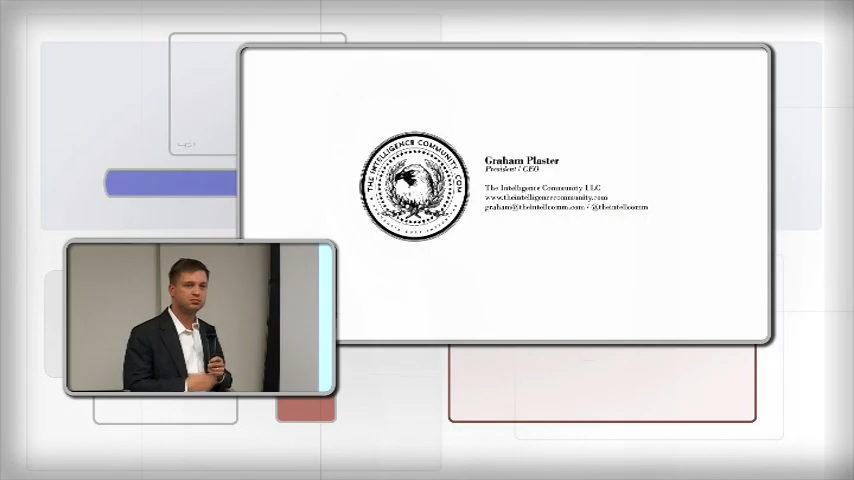 THE INTELLIGENCE COMMUNITY.COM
Graham Plaster
President / CEO
The Intelligence Community LLC
www.theintelligencecommunity.com
graham@theintellcomm.com / @theintellcomm